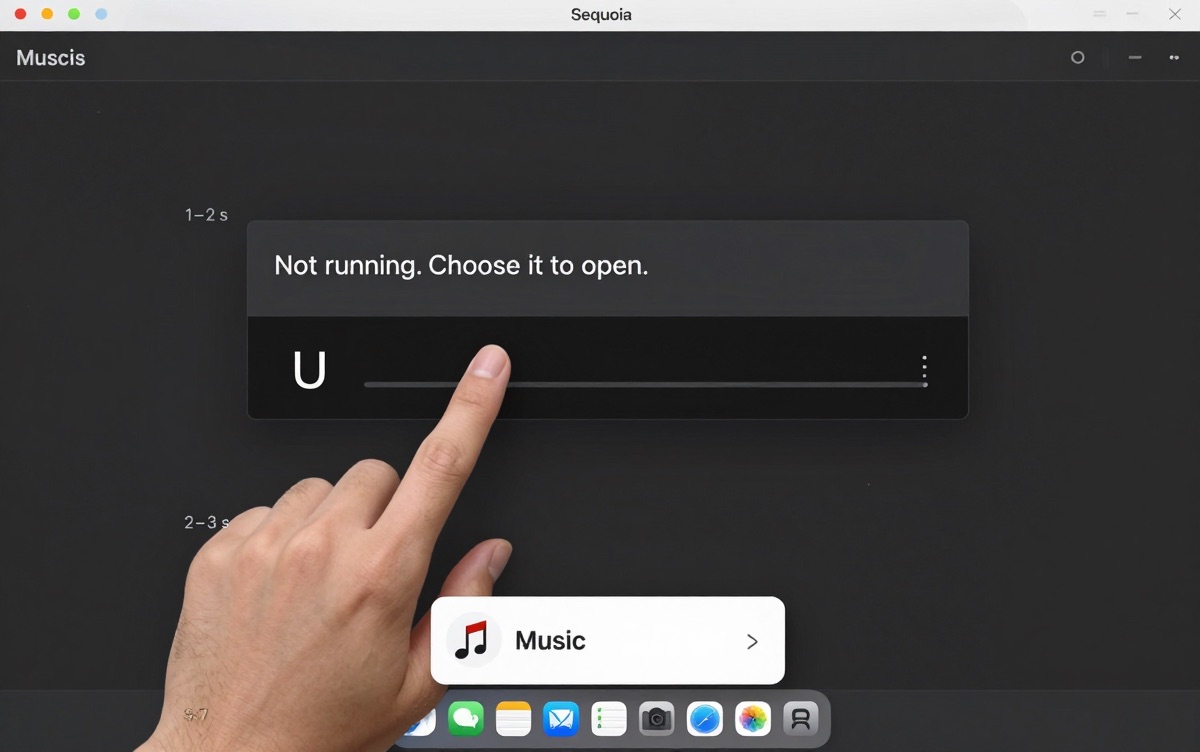 Sequoia
Muscis
1–2 s
Not running. Choose it to open.
U
2–3 s
Music